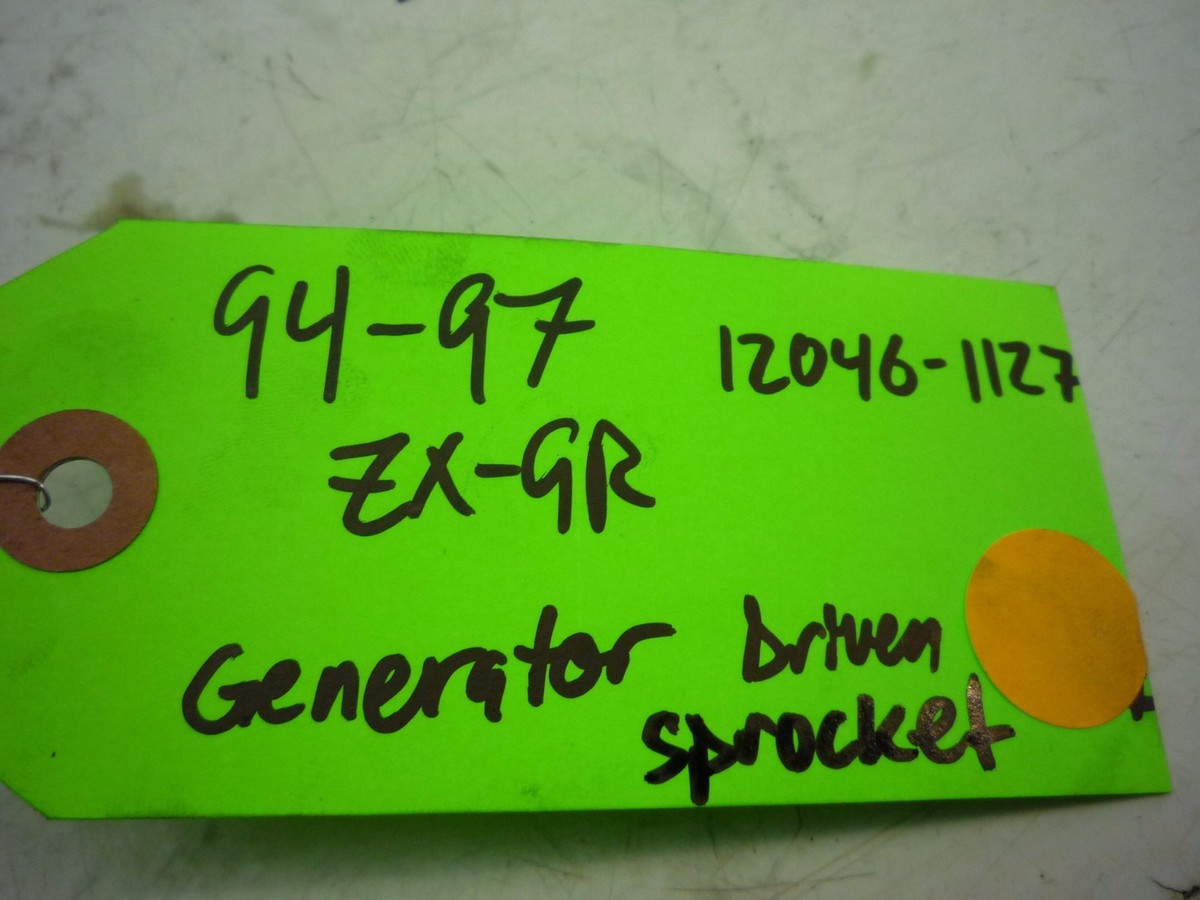 94-97
12046-1127
ZX-9R
Generator Driven
sprocket